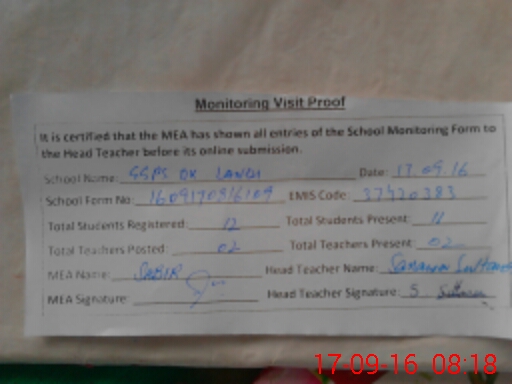 Monitoring Visit Proof
It is certified that the MEA has shown all entries of the School Monitoring Form to
the Head Teacher before its online submission.
School Name: GGPS DK LANDI Date: 17.09.16
School Form No: EMIS Code: 37420383
Total Students Registered: 12 Total Students Present: 11
Total Teachers Posted: 02 Total Teachers Present: 02
MEA Name: SABIR Head Teacher Name:
MEA Signature: Head Teacher Signature: S.
17-09-16 08:18